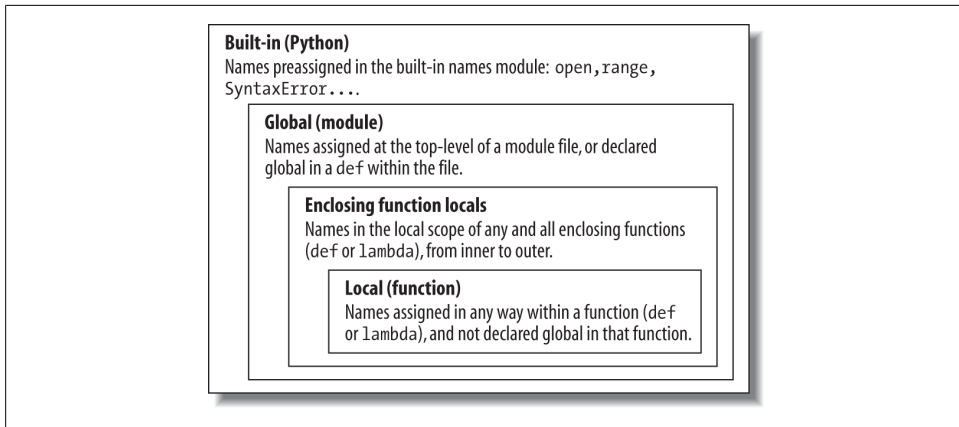 Built-in (Python)
Names preassigned in the built-in names module: open,range,
SyntaxError....
Global (module)
Names assigned at the top-level of a module file, or declared
global in a def within the file.
Enclosing function locals
Names in the local scope of any and all enclosing functions
(def or lambda), from inner to outer.
Local (function)
Names assigned in any way within a function (def
or lambda), and not declared global in that function.